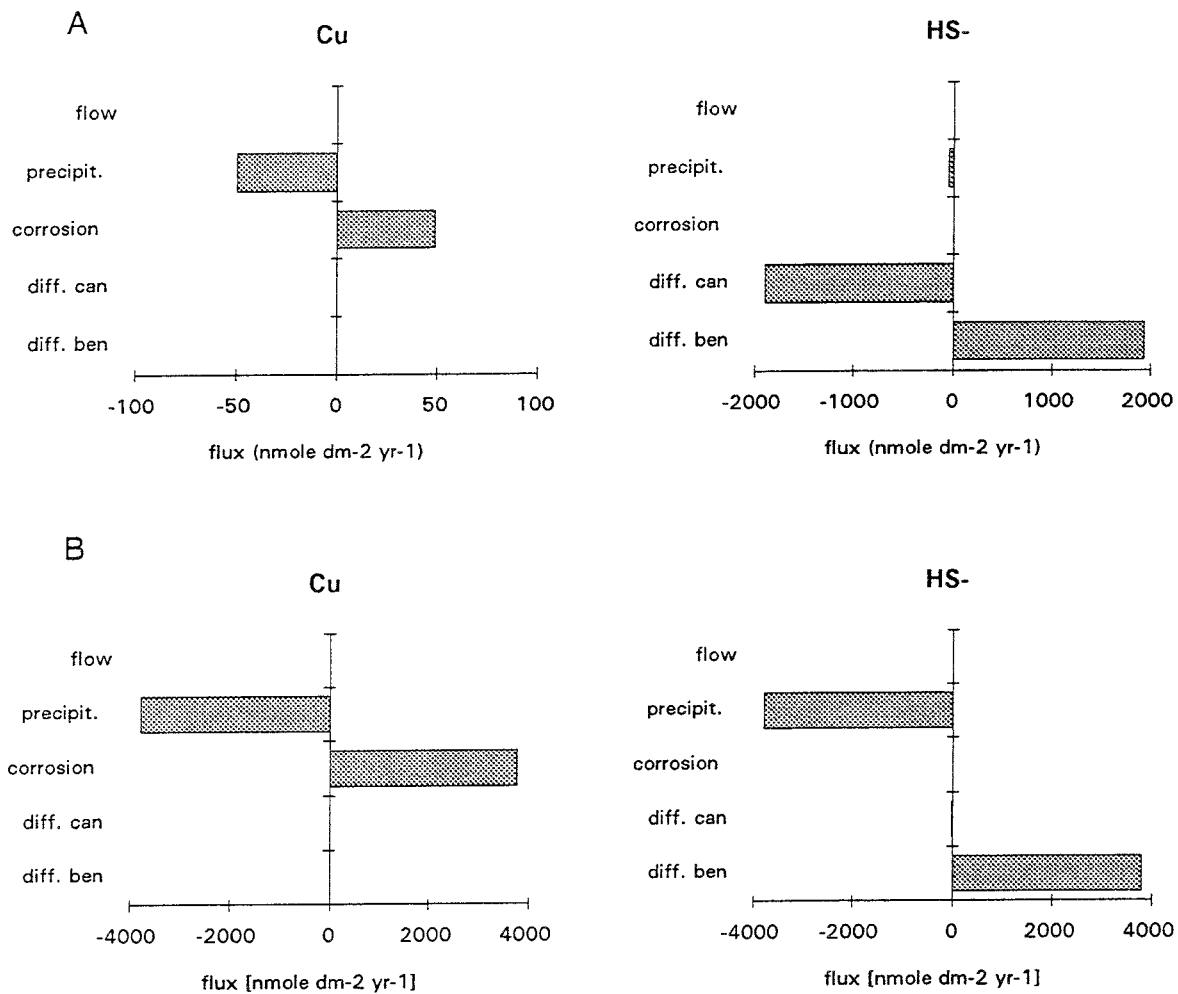 A
Cu
flow
precipit.
corrosion
diff. can
diff. ben
-100 -50 0 50 100
flux (nmole dm-2 yr-1)
HS-
flow
precipit.
corrosion
diff. can
diff. ben
-2000 -1000 0 1000 2000
flux (nmole dm-2 yr-1)
B
Cu
flow
precipit.
corrosion
diff. can
diff. ben
-4000 -2000 0 2000 4000
flux [nmole dm-2 yr-1]
HS-
flow
precipit.
corrosion
diff. can
diff. ben
-4000 -2000 0 2000 4000
flux [nmole dm-2 yr-1]